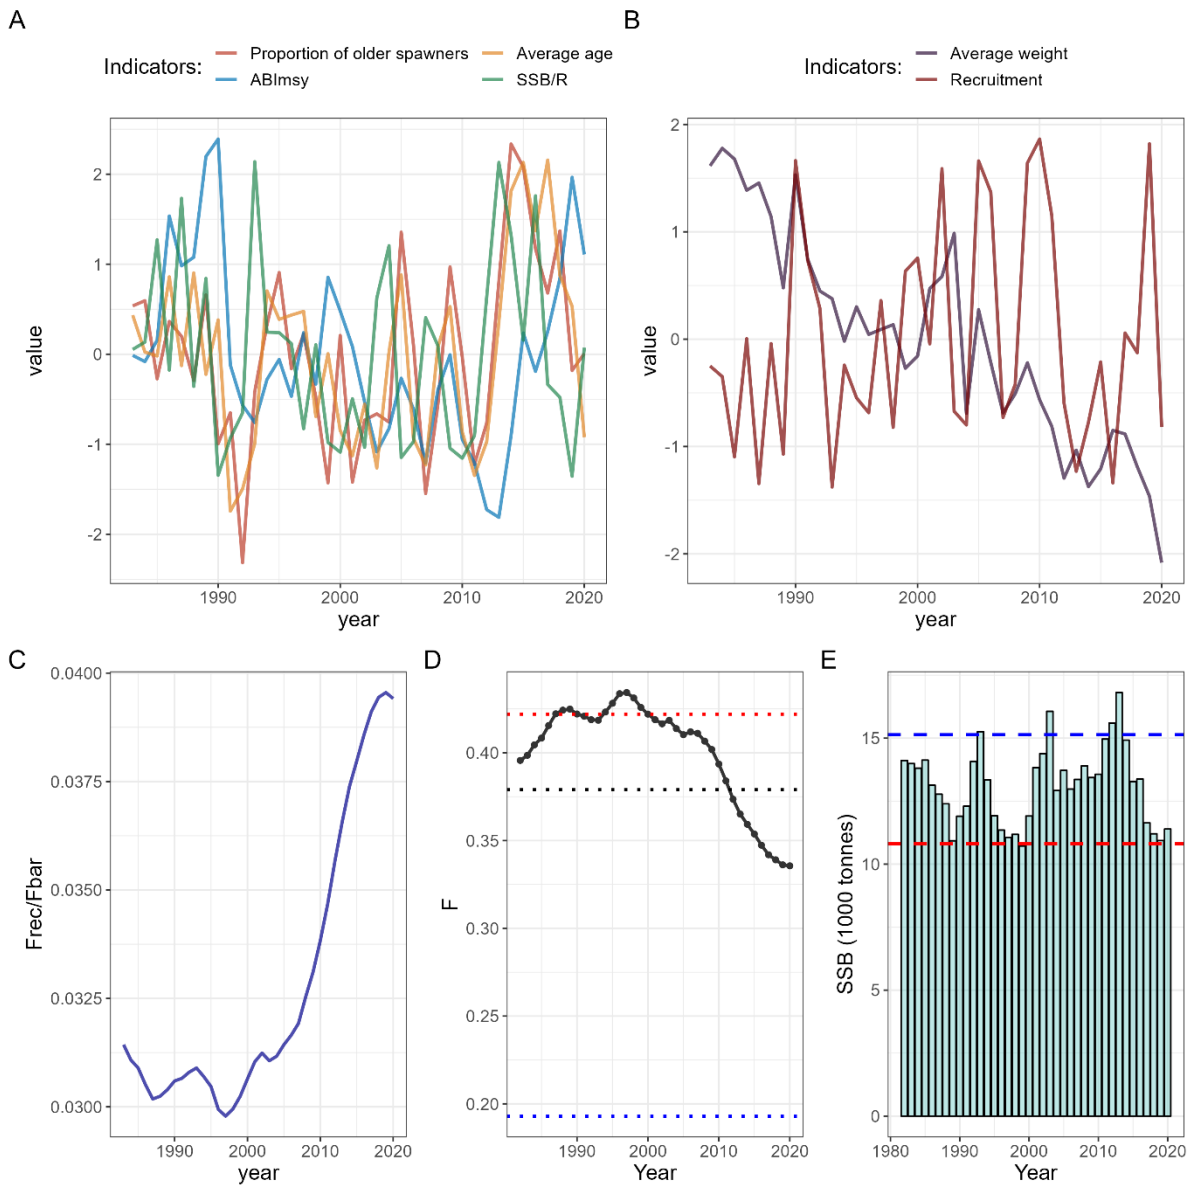 A
Indicators:
Proportion of older spawners
Average age
ABImsy
SSB/R
value
2
1
0
-1
-2
1990
2000
2010
2020
year
B
Indicators:
Average weight
Recruitment
value
2
1
0
-1
-2
1990
2000
2010
2020
year
C
Frec/Fbar
0.0400
0.0375
0.0350
0.0325
0.0300
1990
2000
2010
2020
year
D
F
0.40
0.35
0.30
0.25
0.20
1990
2000
2010
2020
Year
E
SSB (1000 tonnes)
15
10
5
0
1980
1990
2000
2010
2020
Year